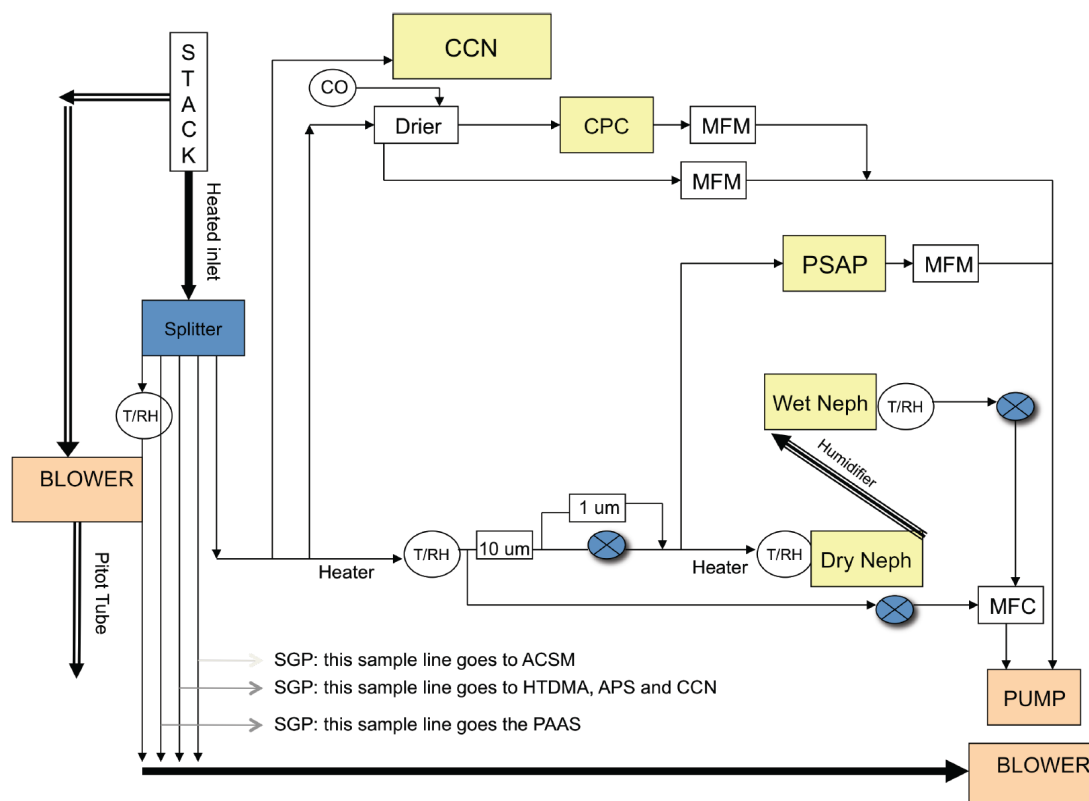 STACK
CCN
CO
Drier
CPC
MFM
MFM
Heated inlet
PSAP
MFM
Splitter
T/RH
Wet Neph
T/RH
BLOWER
Humidifier
1 um
T/RH
10 um
T/RH
Dry Neph
Heater
Heater
Pitot Tube
MFC
SGP: this sample line goes to ACSM
SGP: this sample line goes to HTDMA, APS and CCN
SGP: this sample line goes the PAAS
PUMP
BLOWER